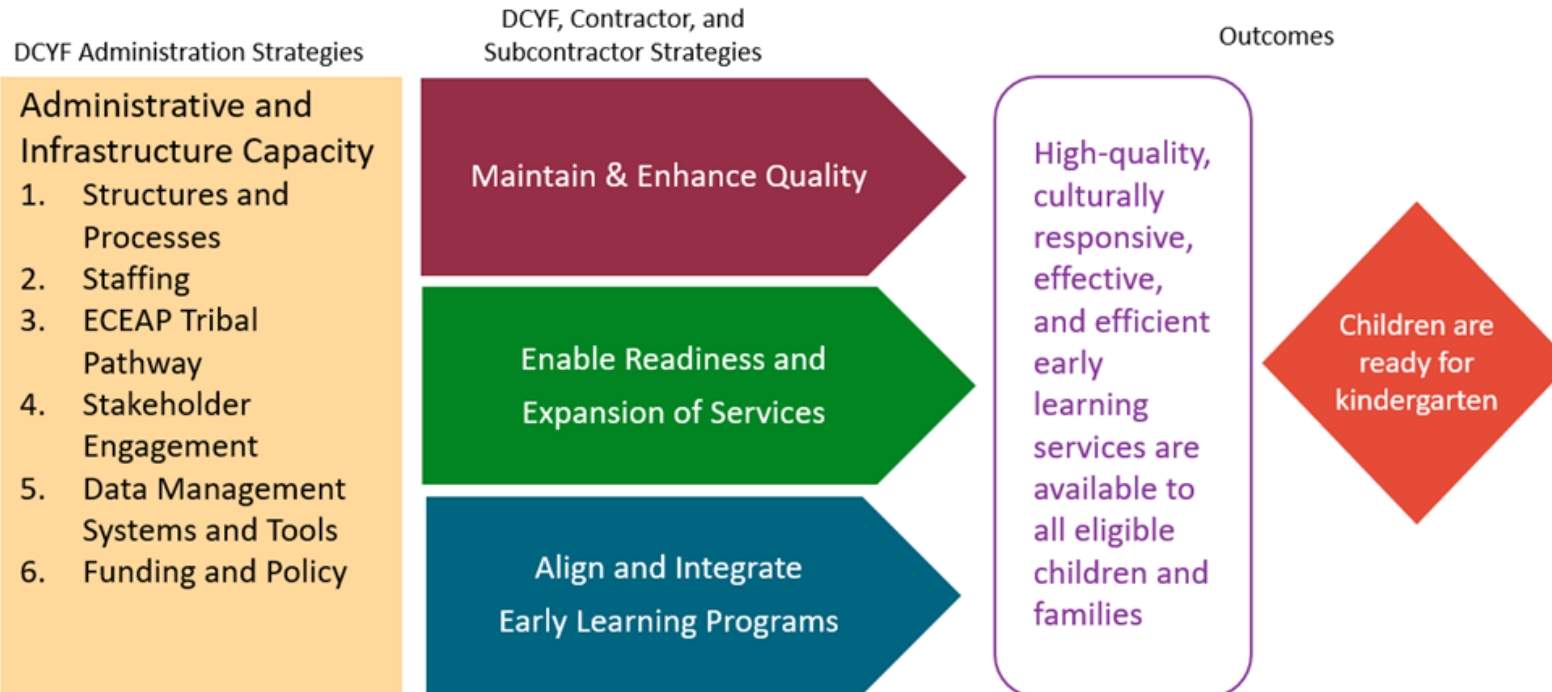 DCYF Administration Strategies
Administrative and
Infrastructure Capacity
1. Structures and
Processes
2. Staffing
3. ECEAP Tribal
Pathway
4. Stakeholder
Engagement
5. Data Management
Systems and Tools
6. Funding and Policy
DCYF, Contractor, and
Subcontractor Strategies
Maintain & Enhance Quality
Enable Readiness and
Expansion of Services
Align and Integrate
Early Learning Programs
Outcomes
High-quality,
culturally
responsive,
effective,
and efficient
early
learning
services are
available to
all eligible
children and
families
Children are
ready for
kindergarten